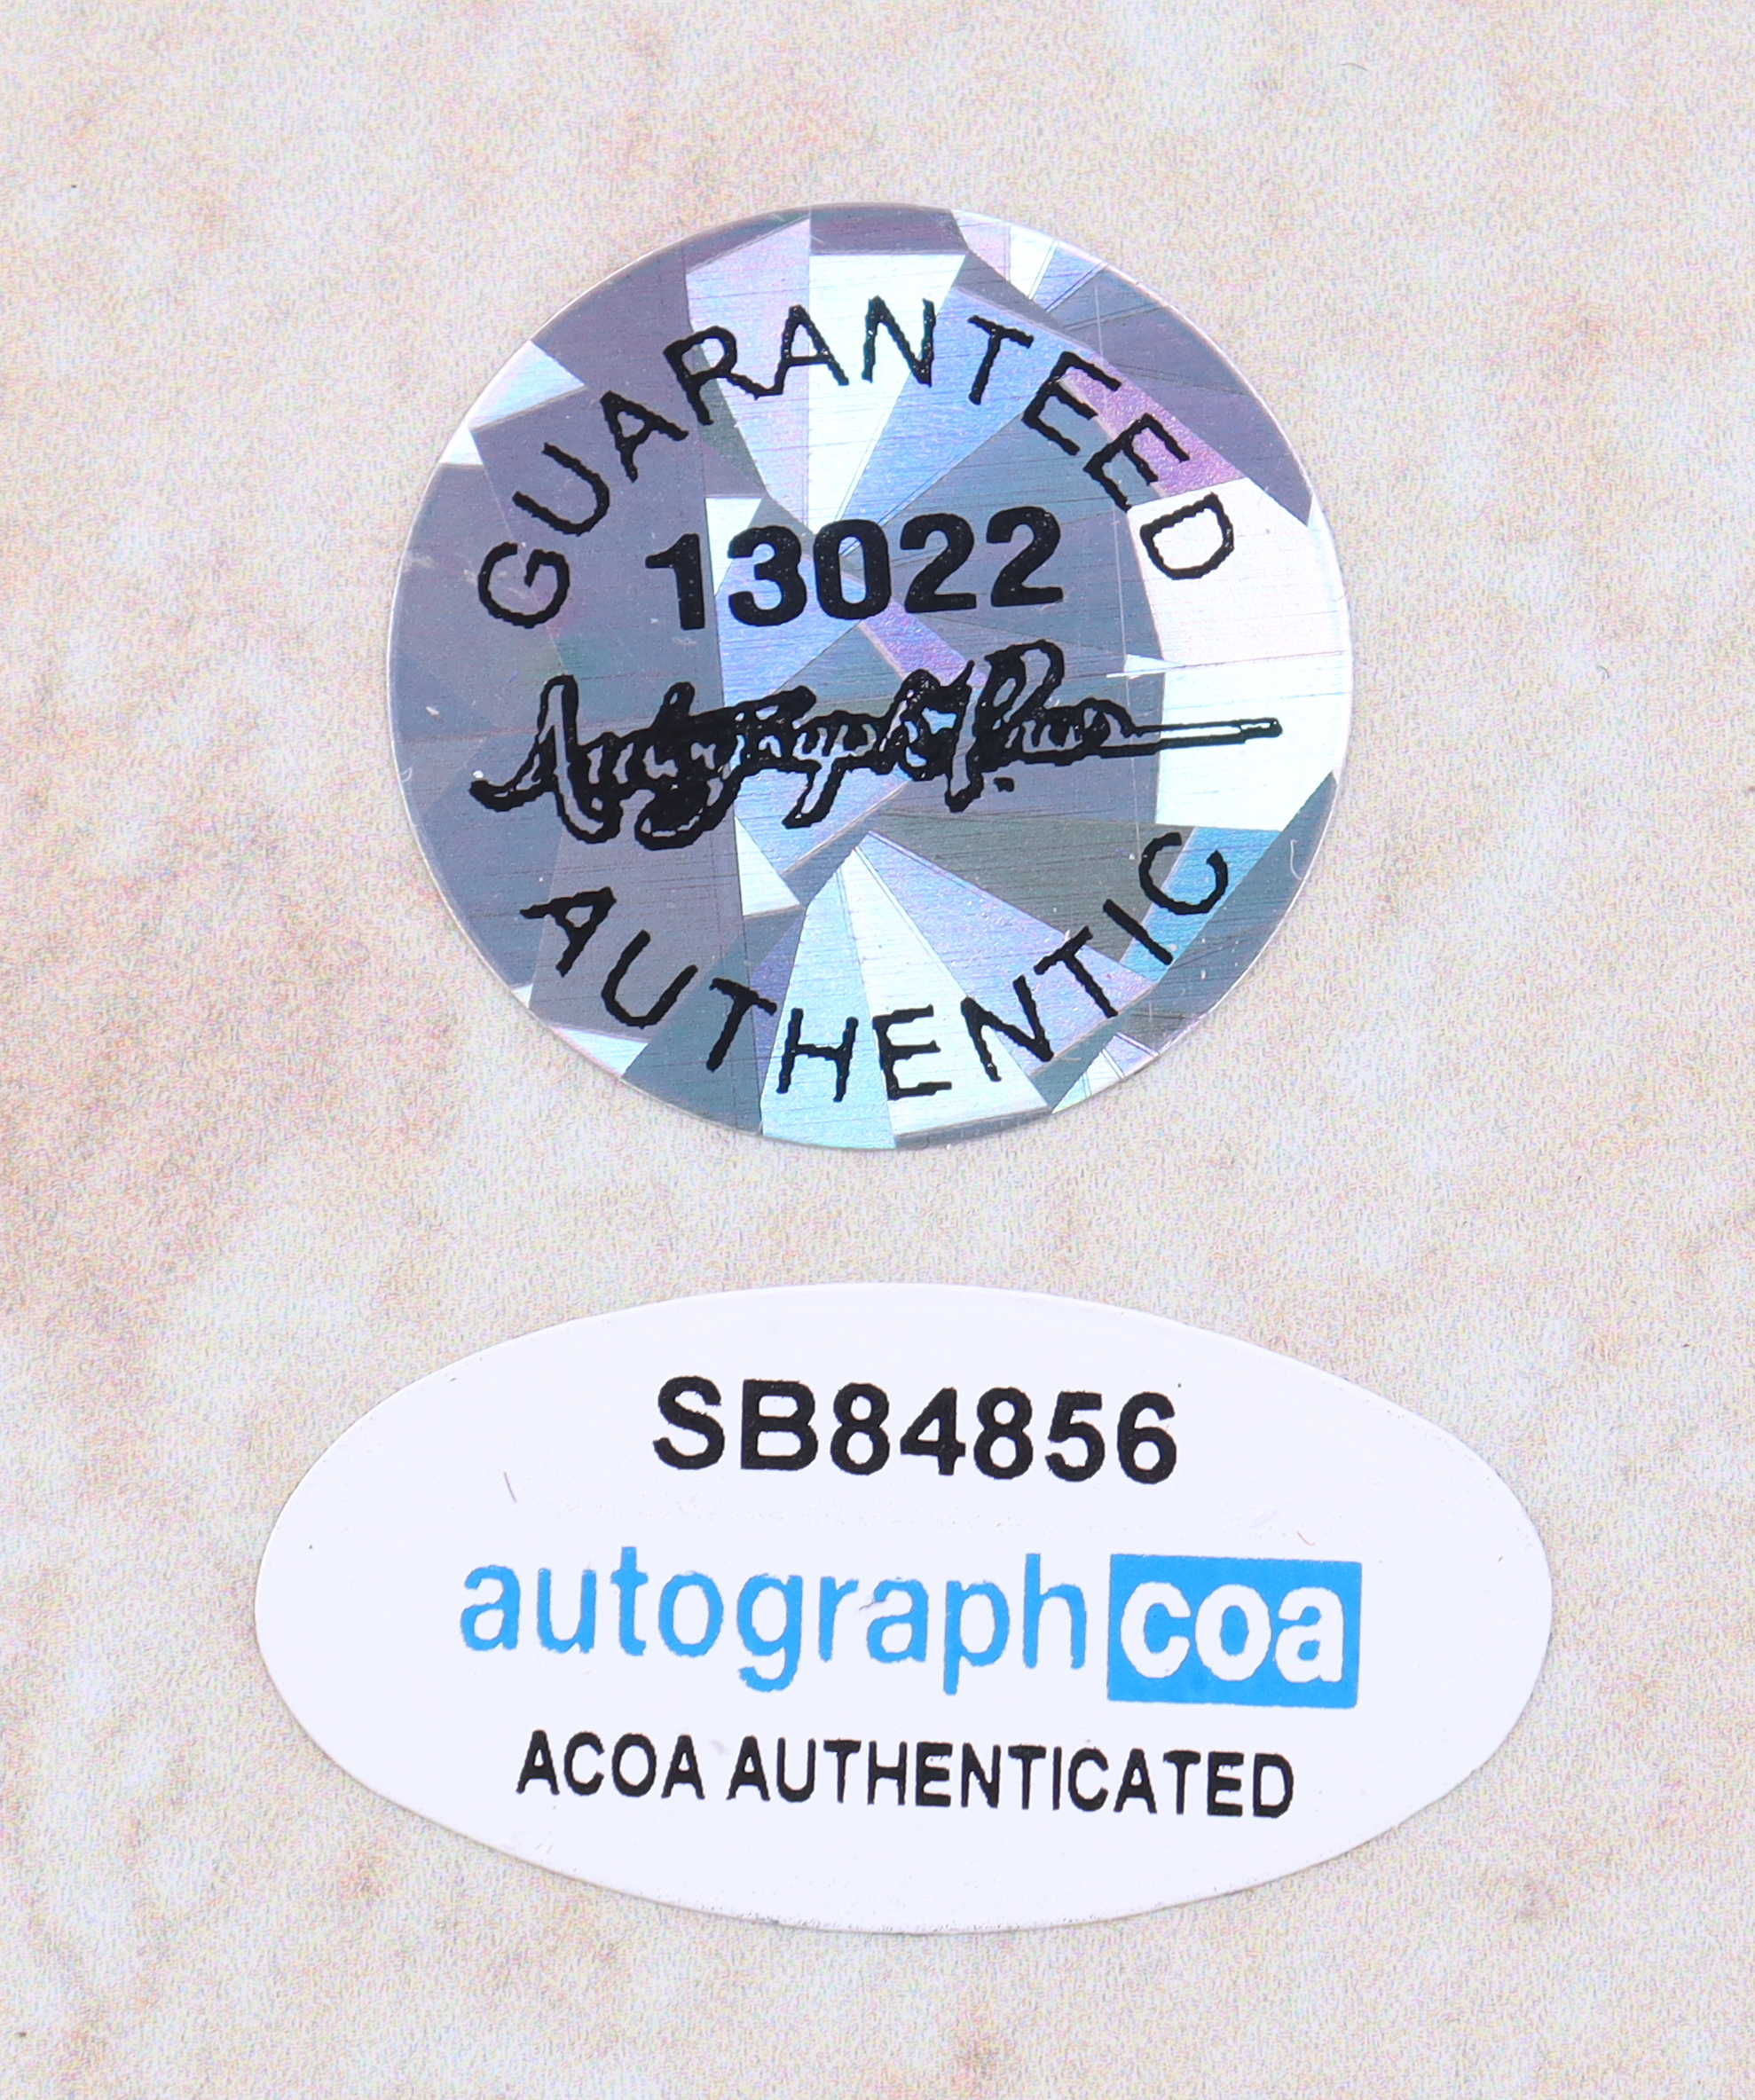 GUARANTEED
13022
AUTHENTIC
SB84856
autographcoa
ACOA AUTHENTICATED